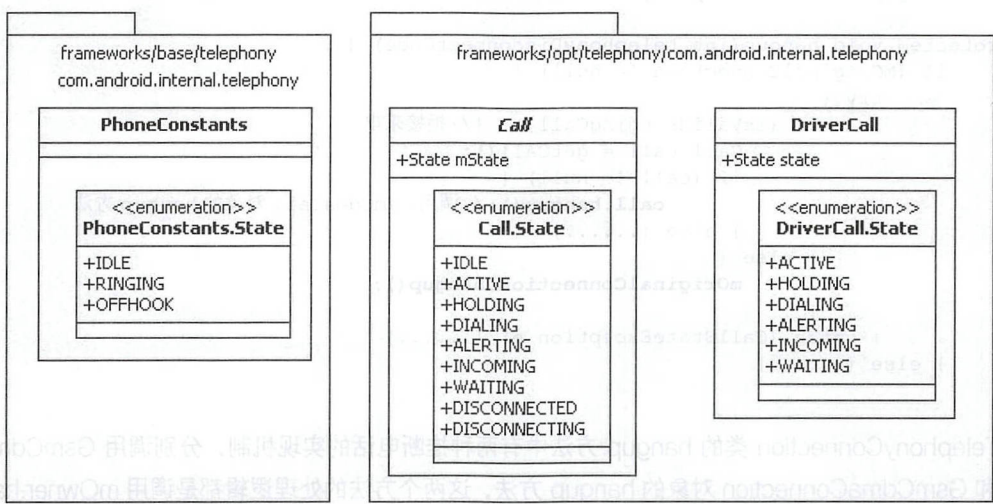 frameworks/base/telephony
com.android.internal.telephony
PhoneConstants
<<enumeration>>
PhoneConstants.State
+IDLE
+RINGING
+OFFHOOK
frameworks/opt/telephony/com.android.internal.telephony
Call
+State mState
<<enumeration>>
Call.State
+IDLE
+ACTIVE
+HOLDING
+DIALING
+ALERTING
+INCOMING
+WAITING
+DISCONNECTED
+DISCONNECTING
DriverCall
+State state
<<enumeration>>
DriverCall.State
+ACTIVE
+HOLDING
+DIALING
+ALERTING
+INCOMING
+WAITING